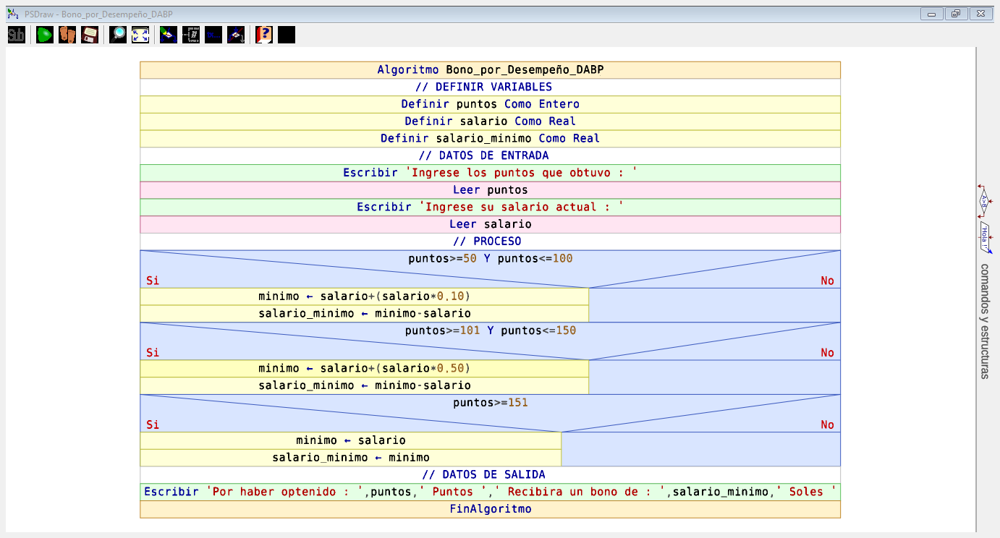 PSDraw - Bono_por_Desempeño_DABP
Sub
Algoritmo Bono_por_Desempeño_DABP
// DEFINIR VARIABLES
Definir puntos Como Entero
Definir salario Como Real
Definir salario_minimo Como Real
// DATOS DE ENTRADA
Escribir 'Ingrese los puntos que obtuvo : '
Leer puntos
Escribir 'Ingrese su salario actual : '
Leer salario
// PROCESO
puntos>=50 Y puntos<=100
Si No
minimo ← salario+(salario*0.10)
salario_minimo ← minimo-salario
puntos>=101 Y puntos<=150
Si No
minimo ← salario+(salario*0.50)
salario_minimo ← minimo-salario
puntos>=151
Si No
minimo ← salario
salario_minimo ← minimo
// DATOS DE SALIDA
Escribir 'Por haber optenido : ',puntos,' Puntos ',' Recibira un bono de : ',salario_minimo,' Soles '
FinAlgoritmo
A>B
"Hola !"
comandos y estructuras